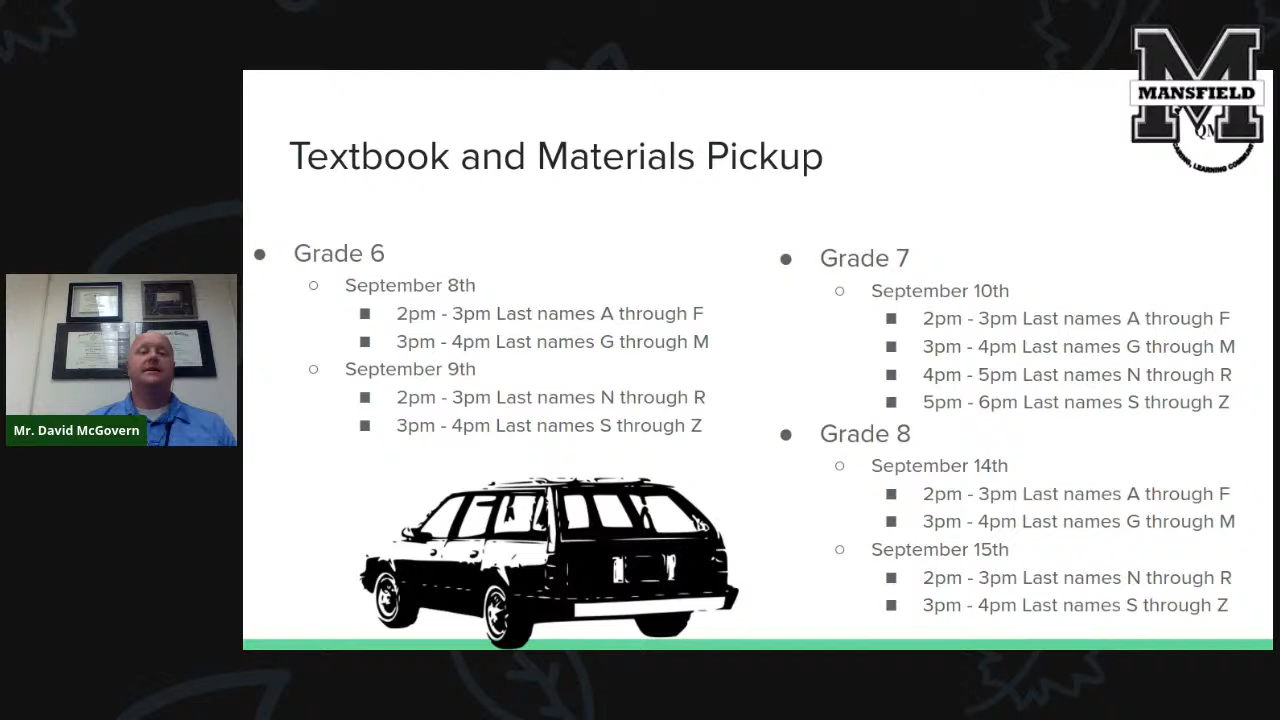 MANSFIELD
QM
LEARNING COMM
Textbook and Materials Pickup
Grade 6
September 8th
2pm - 3pm Last names A through F
3pm - 4pm Last names G through M
September 9th
2pm - 3pm Last names N through R
3pm - 4pm Last names S through Z
Grade 7
September 10th
2pm - 3pm Last names A through F
3pm - 4pm Last names G through M
4pm - 5pm Last names N through R
5pm - 6pm Last names S through Z
Grade 8
September 14th
2pm - 3pm Last names A through F
3pm - 4pm Last names G through M
September 15th
2pm - 3pm Last names N through R
3pm - 4pm Last names S through Z
Mr. David McGovern